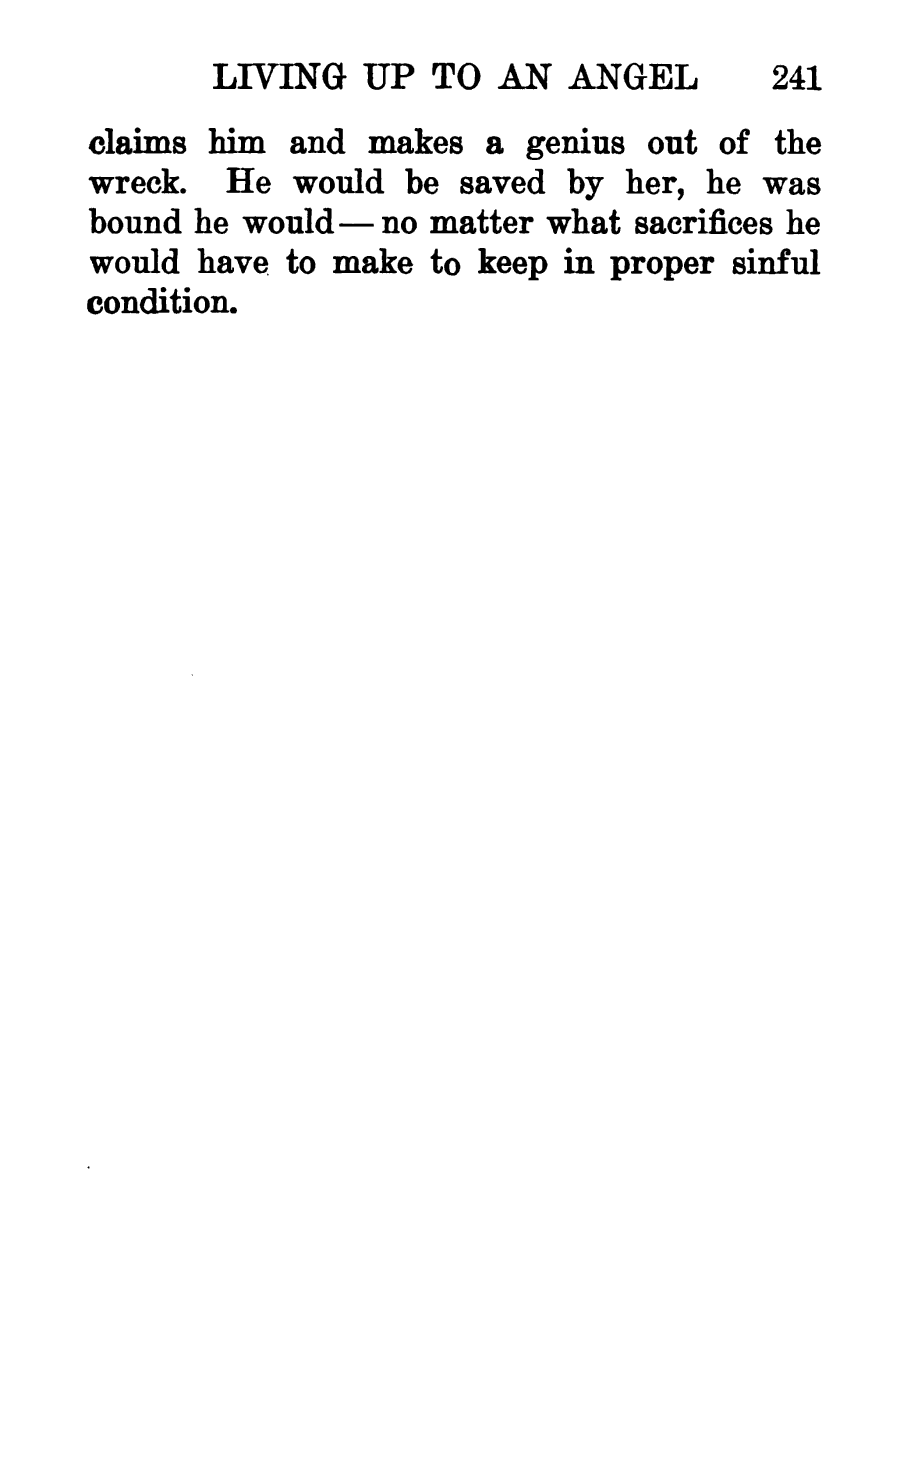 LIVING UP TO AN ANGEL 241
claims him and makes a genius out of the
wreck. He would be saved by her, he was
bound he would — no matter what sacrifices he
would have to make to keep in proper sinful
condition.